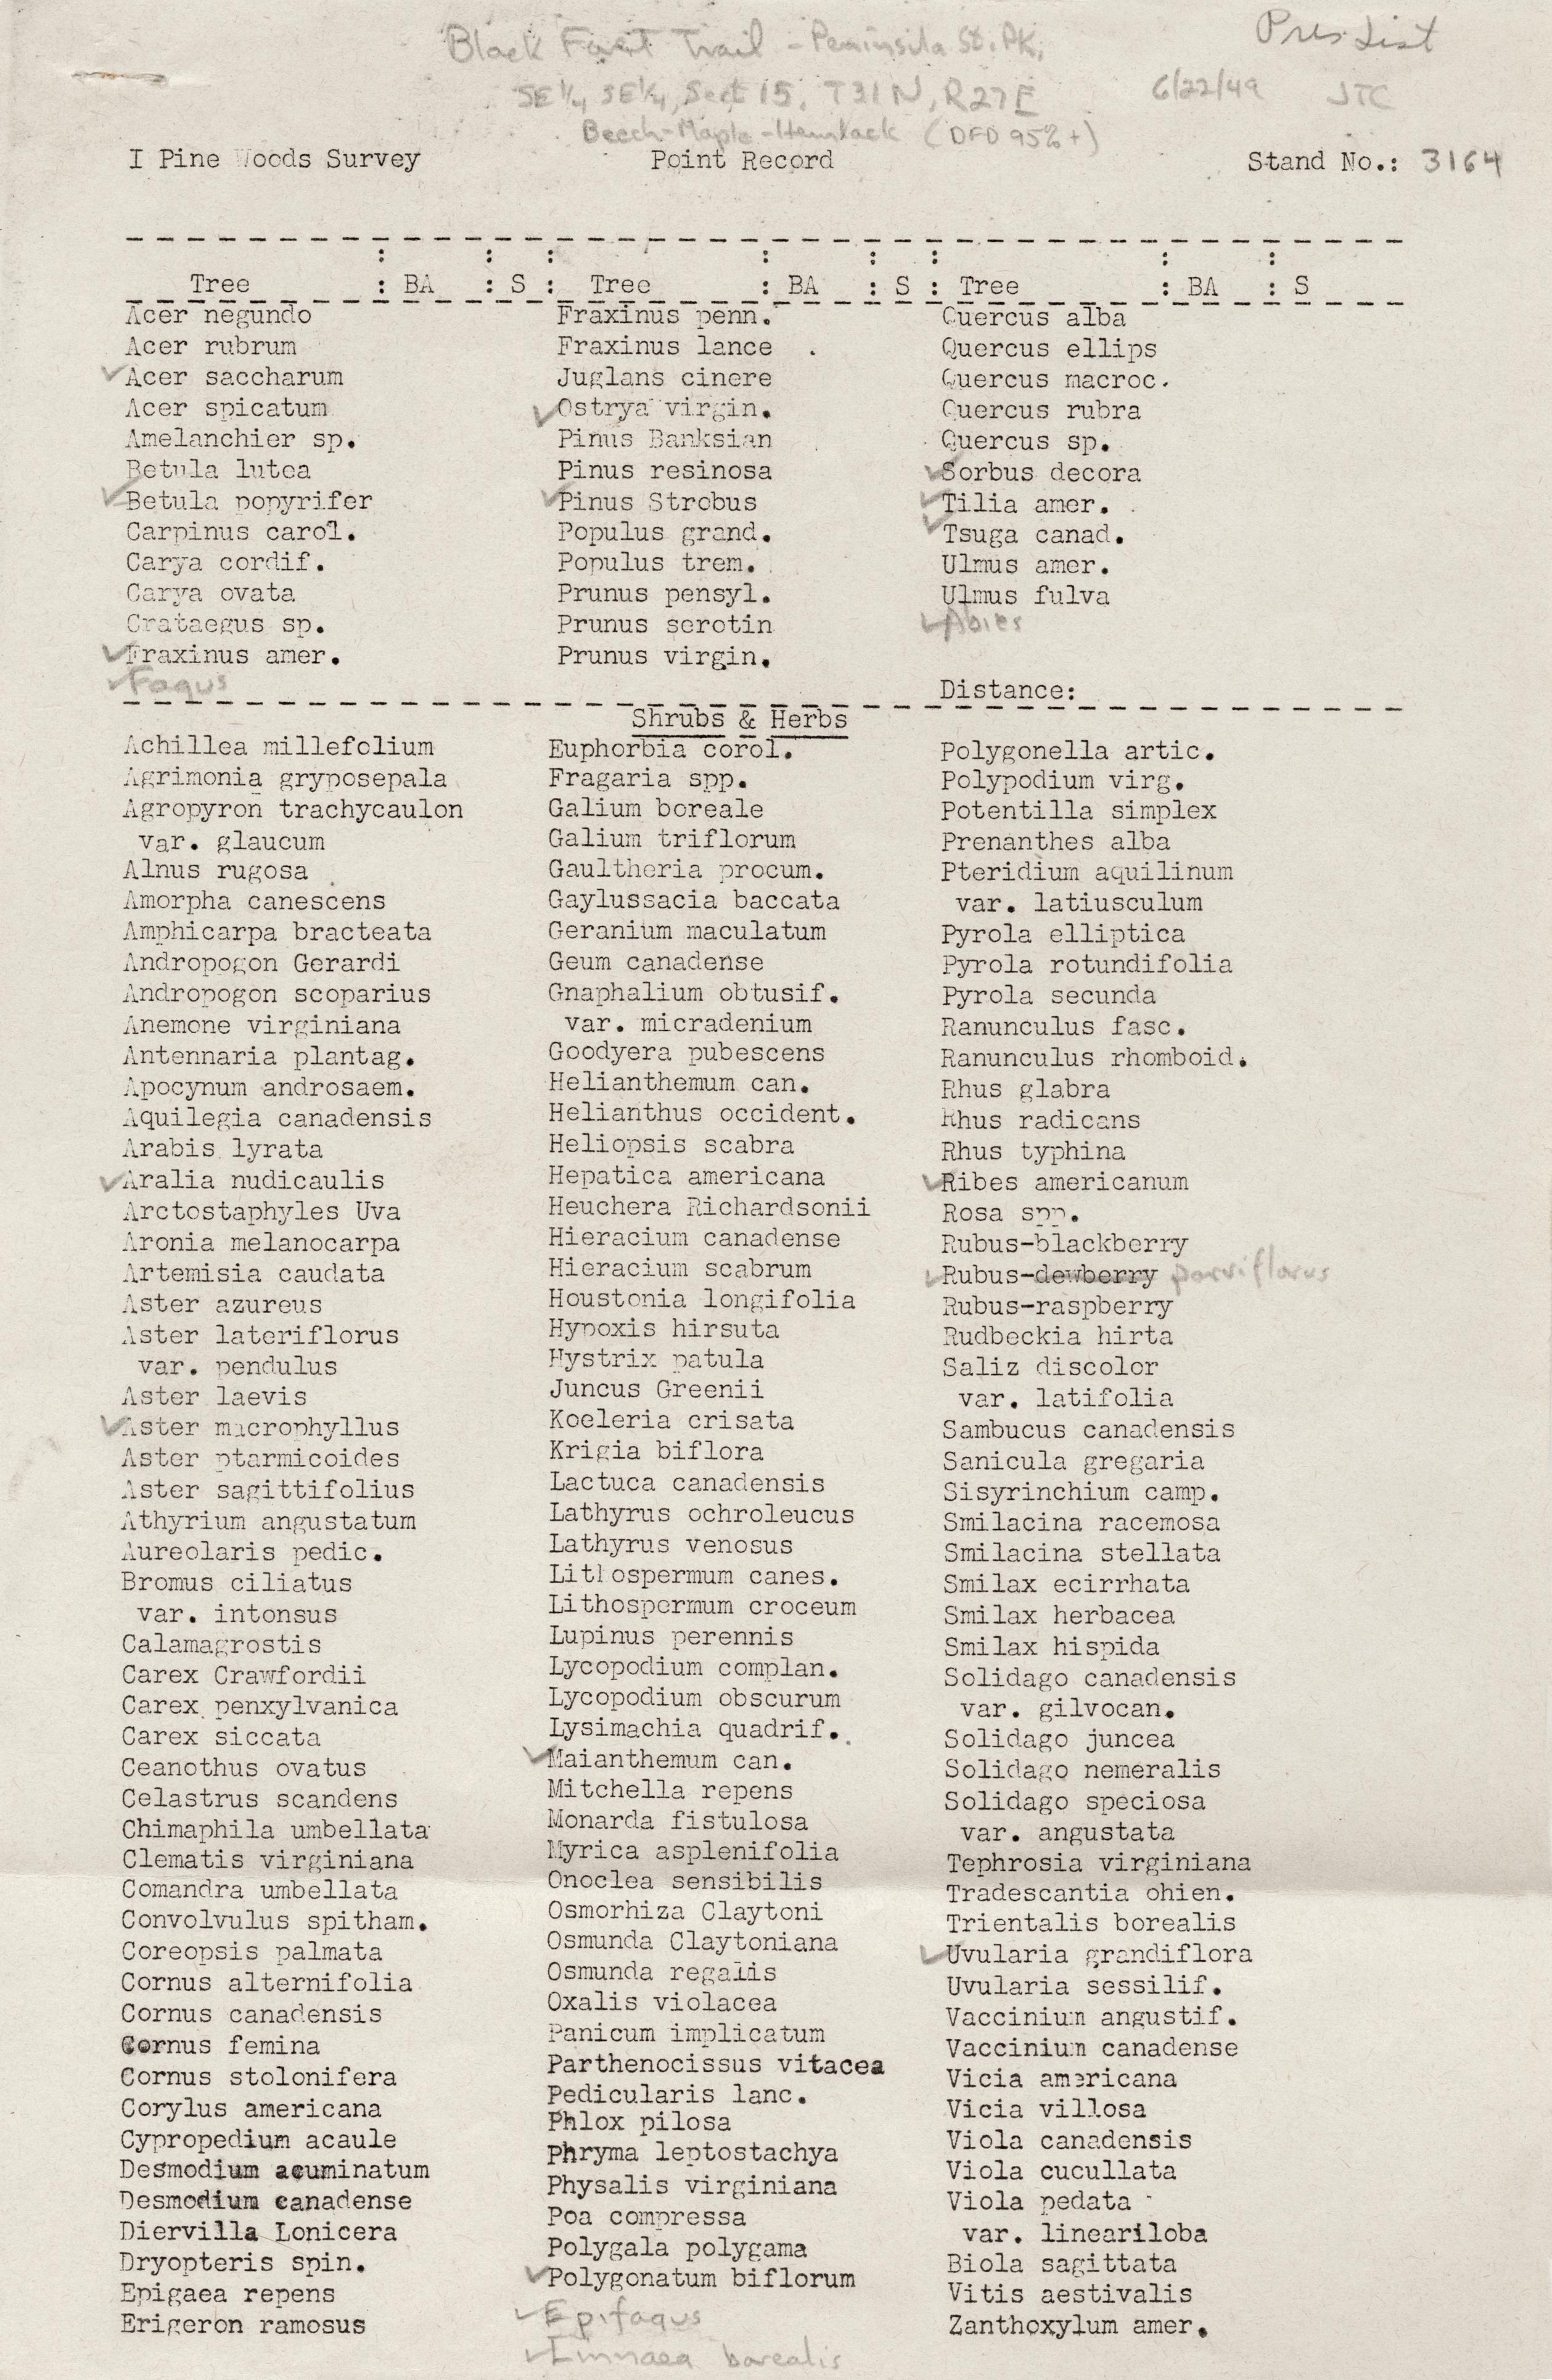 Black Foot Trail - Peninsila St. Pk.
Pres List
SE 1/4, SE 1/4, Sect 15, T31N, R27E
6/22/49 JTC
Beech-Maple-Hemlock (DFD 95%+)
I Pine Woods Survey Point Record Stand No.: 3164
Tree : BA : S : Tree : BA : S : Tree : BA : S
Acer negundo
Acer rubrum
✓Acer saccharum
Acer spicatum
Amelanchier sp.
Betula lutea
✓Betula popyrifer
Carpinus carol.
Carya cordif.
Carya ovata
Crataegus sp.
✓Fraxinus amer.
✓Fagus
Fraxinus penn.
Fraxinus lance
Juglans cinere
✓Ostrya virgin.
Pinus Banksian
Pinus resinosa
✓Pinus Strobus
Populus grand.
Populus trem.
Prunus pensyl.
Prunus serotin
Prunus virgin.
Quercus alba
Quercus ellips
Quercus macroc.
Quercus rubra
Quercus sp.
✓Sorbus decora
✓Tilia amer.
✓Tsuga canad.
Ulmus amer.
Ulmus fulva
✓Abies
Distance:
Shrubs & Herbs
Achillea millefolium
Agrimonia gryposepala
Agropyron trachycaulon
var. glaucum
Alnus rugosa
Amorpha canescens
Amphicarpa bracteata
Andropogon Gerardi
Andropogon scoparius
Anemone virginiana
Antennaria plantag.
Apocynum androsaem.
Aquilegia canadensis
Arabis lyrata
✓Aralia nudicaulis
Arctostaphyles Uva
Aronia melanocarpa
Artemisia caudata
Aster azureus
Aster lateriflorus
var. pendulus
Aster laevis
✓Aster macrophyllus
Aster ptarmicoides
Aster sagittifolius
Athyrium angustatum
Aureolaris pedic.
Bromus ciliatus
var. intonsus
Calamagrostis
Carex Crawfordii
Carex penxylvanica
Carex siccata
Ceanothus ovatus
Celastrus scandens
Chimaphila umbellata
Clematis virginiana
Comandra umbellata
Convolvulus spitham.
Coreopsis palmata
Cornus alternifolia
Cornus canadensis
Cornus femina
Cornus stolonifera
Corylus americana
Cypropedium acaule
Desmodium acuminatum
Desmodium canadense
Diervilla Lonicera
Dryopteris spin.
Epigaea repens
Erigeron ramosus
Euphorbia corol.
Fragaria spp.
Galium boreale
Galium triflorum
Gaultheria procum.
Gaylussacia baccata
Geranium maculatum
Geum canadense
Gnaphalium obtusif.
var. micradenium
Goodyera pubescens
Helianthemum can.
Helianthus occident.
Heliopsis scabra
Hepatica americana
Heuchera Richardsonii
Hieracium canadense
Hieracium scabrum
Houstonia longifolia
Hypoxis hirsuta
Hystrix patula
Juncus Greenii
Koeleria crisata
Krigia biflora
Lactuca canadensis
Lathyrus ochroleucus
Lathyrus venosus
Lithospermum canes.
Lithospermum croceum
Lupinus perennis
Lycopodium complan.
Lycopodium obscurum
Lysimachia quadrif.
✓Maianthemum can.
Mitchella repens
Monarda fistulosa
Myrica asplenifolia
Onoclea sensibilis
Osmorhiza Claytoni
Osmunda Claytoniana
Osmunda regalis
Oxalis violacea
Panicum implicatum
Parthenocissus vitacea
Pedicularis lanc.
Phlox pilosa
Phryma leptostachya
Physalis virginiana
Poa compressa
Polygala polygama
✓Polygonatum biflorum
✓Epifagus
✓Linnaea borealis
Polygonella artic.
Polypodium virg.
Potentilla simplex
Prenanthes alba
Pteridium aquilinum
var. latiusculum
Pyrola elliptica
Pyrola rotundifolia
Pyrola secunda
Ranunculus fasc.
Ranunculus rhomboid.
Rhus glabra
Rhus radicans
Rhus typhina
✓Ribes americanum
Rosa spp.
Rubus-blackberry
✓Rubus-dewberry parviflorus
Rubus-raspberry
Rudbeckia hirta
Saliz discolor
var. latifolia
Sambucus canadensis
Sanicula gregaria
Sisyrinchium camp.
Smilacina racemosa
Smilacina stellata
Smilax ecirrhata
Smilax herbacea
Smilax hispida
Solidago canadensis
var. gilvocan.
Solidago juncea
Solidago nemeralis
Solidago speciosa
var. angustata
Tephrosia virginiana
Tradescantia ohien.
Trientalis borealis
✓Uvularia grandiflora
Uvularia sessilif.
Vaccinium angustif.
Vaccinium canadense
Vicia americana
Vicia villosa
Viola canadensis
Viola cucullata
Viola pedata
var. lineariloba
Biola sagittata
Vitis aestivalis
Zanthoxylum amer.